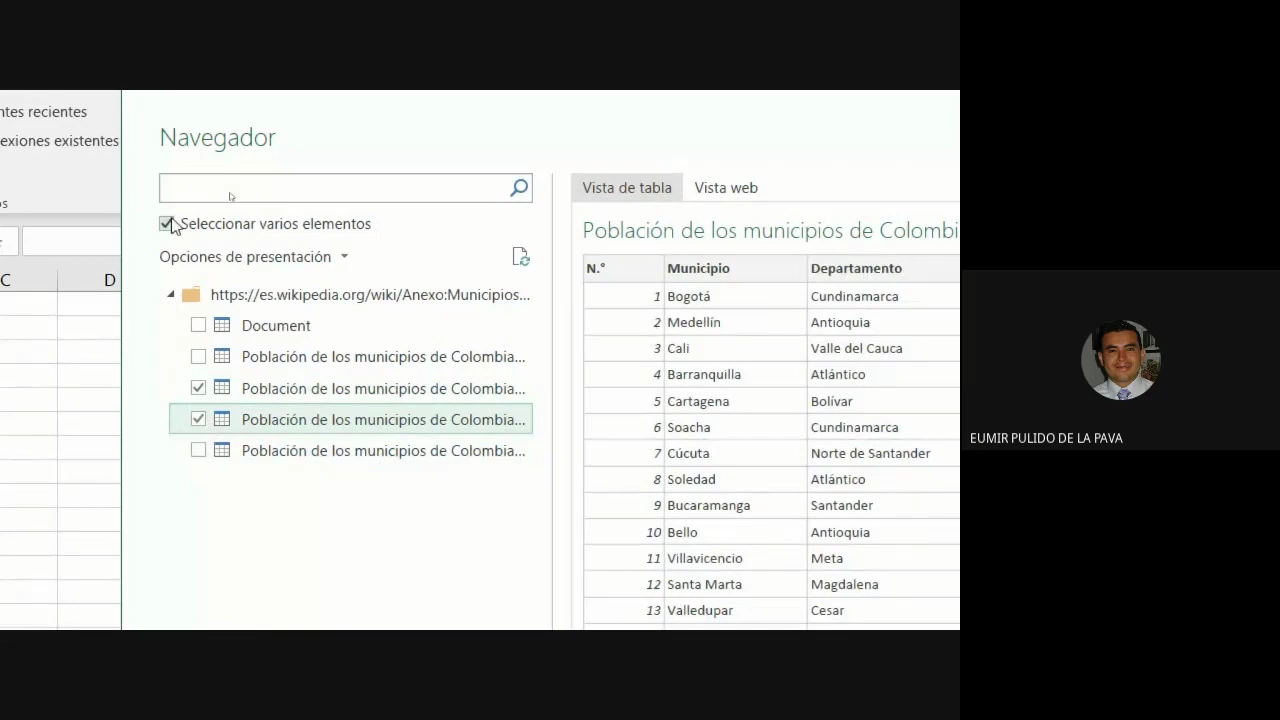 ntes recientes
exiones existentes
os
C
D
Navegador
Seleccionar varios elementos
Opciones de presentación
https://es.wikipedia.org/wiki/Anexo:Municipios...
Document
Población de los municipios de Colombia...
Población de los municipios de Colombia...
Población de los municipios de Colombia...
Población de los municipios de Colombia...
Vista de tabla Vista web
Población de los municipios de Colombi
N.° Municipio Departamento
1 Bogotá Cundinamarca
2 Medellín Antioquia
3 Cali Valle del Cauca
4 Barranquilla Atlántico
5 Cartagena Bolívar
6 Soacha Cundinamarca
7 Cúcuta Norte de Santander
8 Soledad Atlántico
9 Bucaramanga Santander
10 Bello Antioquia
11 Villavicencio Meta
12 Santa Marta Magdalena
13 Valledupar Cesar
EUMIR PULIDO DE LA PAVA